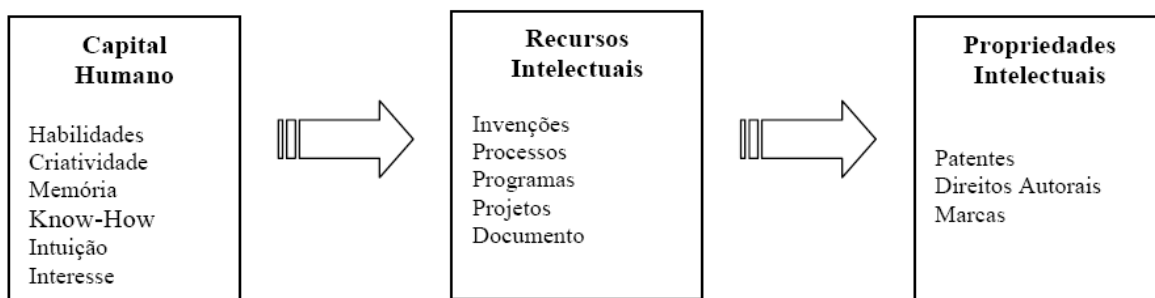 Capital
Humano
Habilidades
Criatividade
Memória
Know-How
Intuição
Interesse
Recursos
Intelectuais
Invenções
Processos
Programas
Projetos
Documento
Propriedades
Intelectuais
Patentes
Direitos Autorais
Marcas